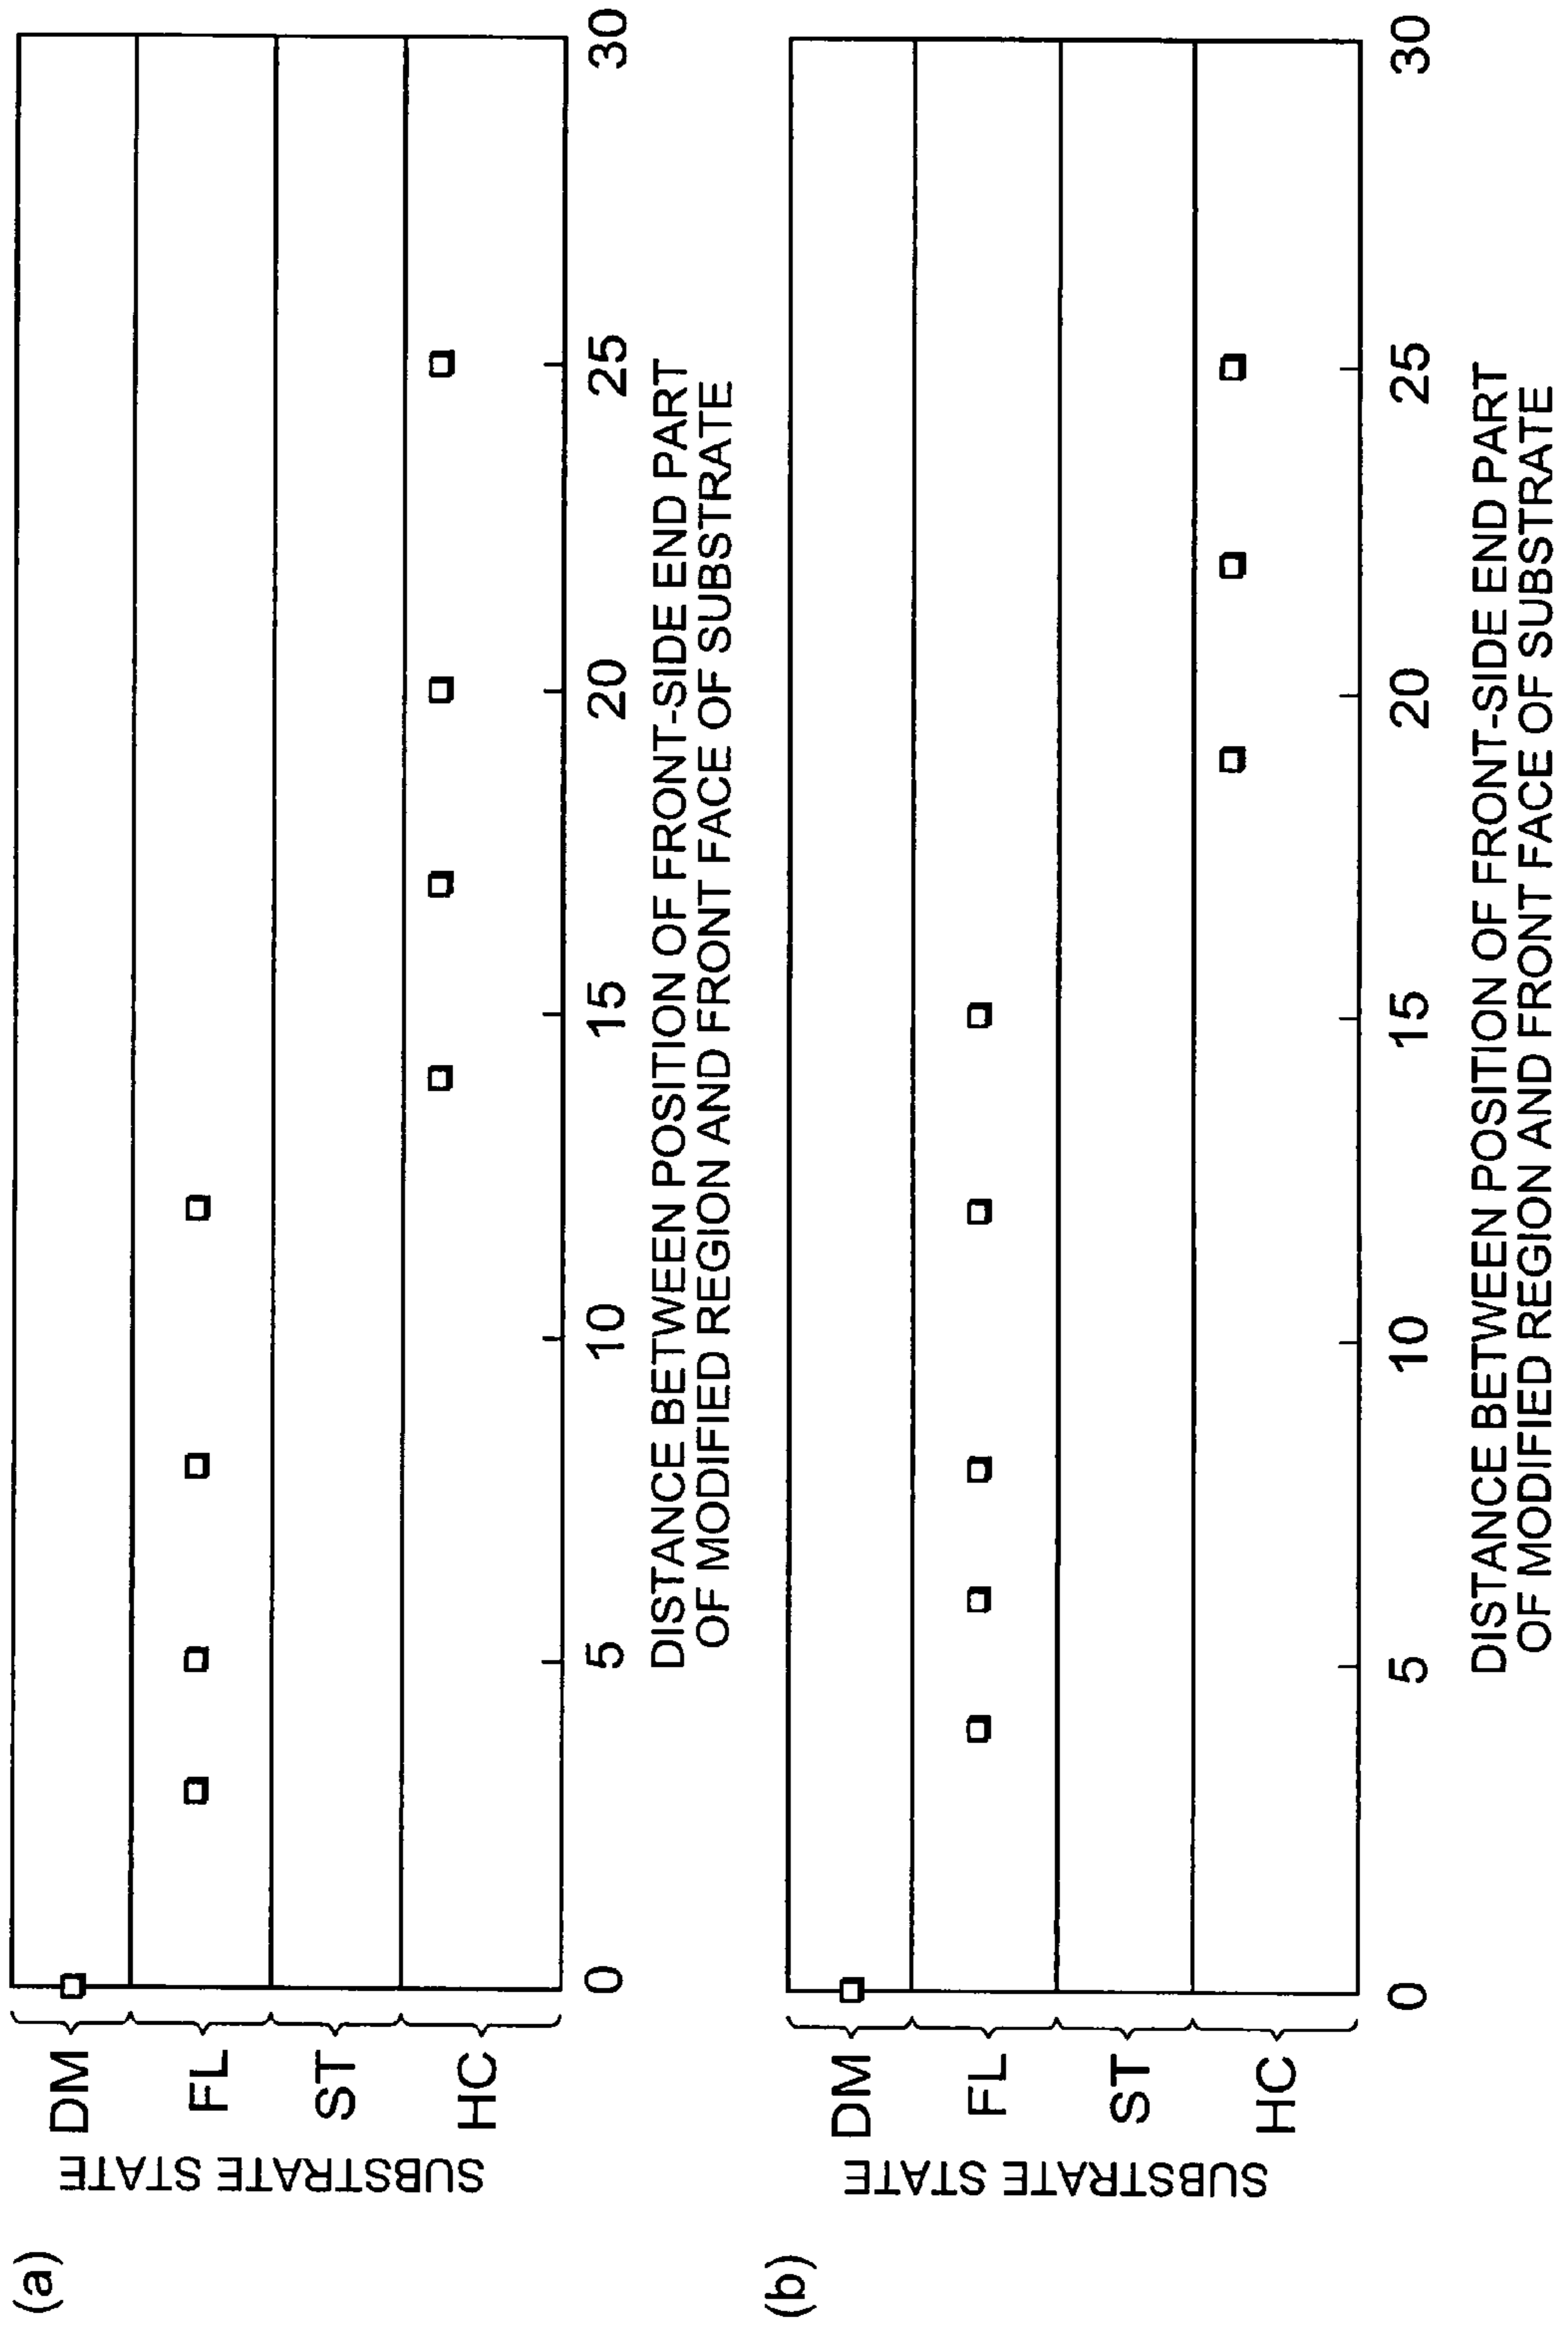 (a)
SUBSTRATE STATE
DM
FL
ST
HC
0 5 10 15 20 25 30
DISTANCE BETWEEN POSITION OF FRONT-SIDE END PART
OF MODIFIED REGION AND FRONT FACE OF SUBSTRATE
(b)
SUBSTRATE STATE
DM
FL
ST
HC
0 5 10 15 20 25 30
DISTANCE BETWEEN POSITION OF FRONT-SIDE END PART
OF MODIFIED REGION AND FRONT FACE OF SUBSTRATE